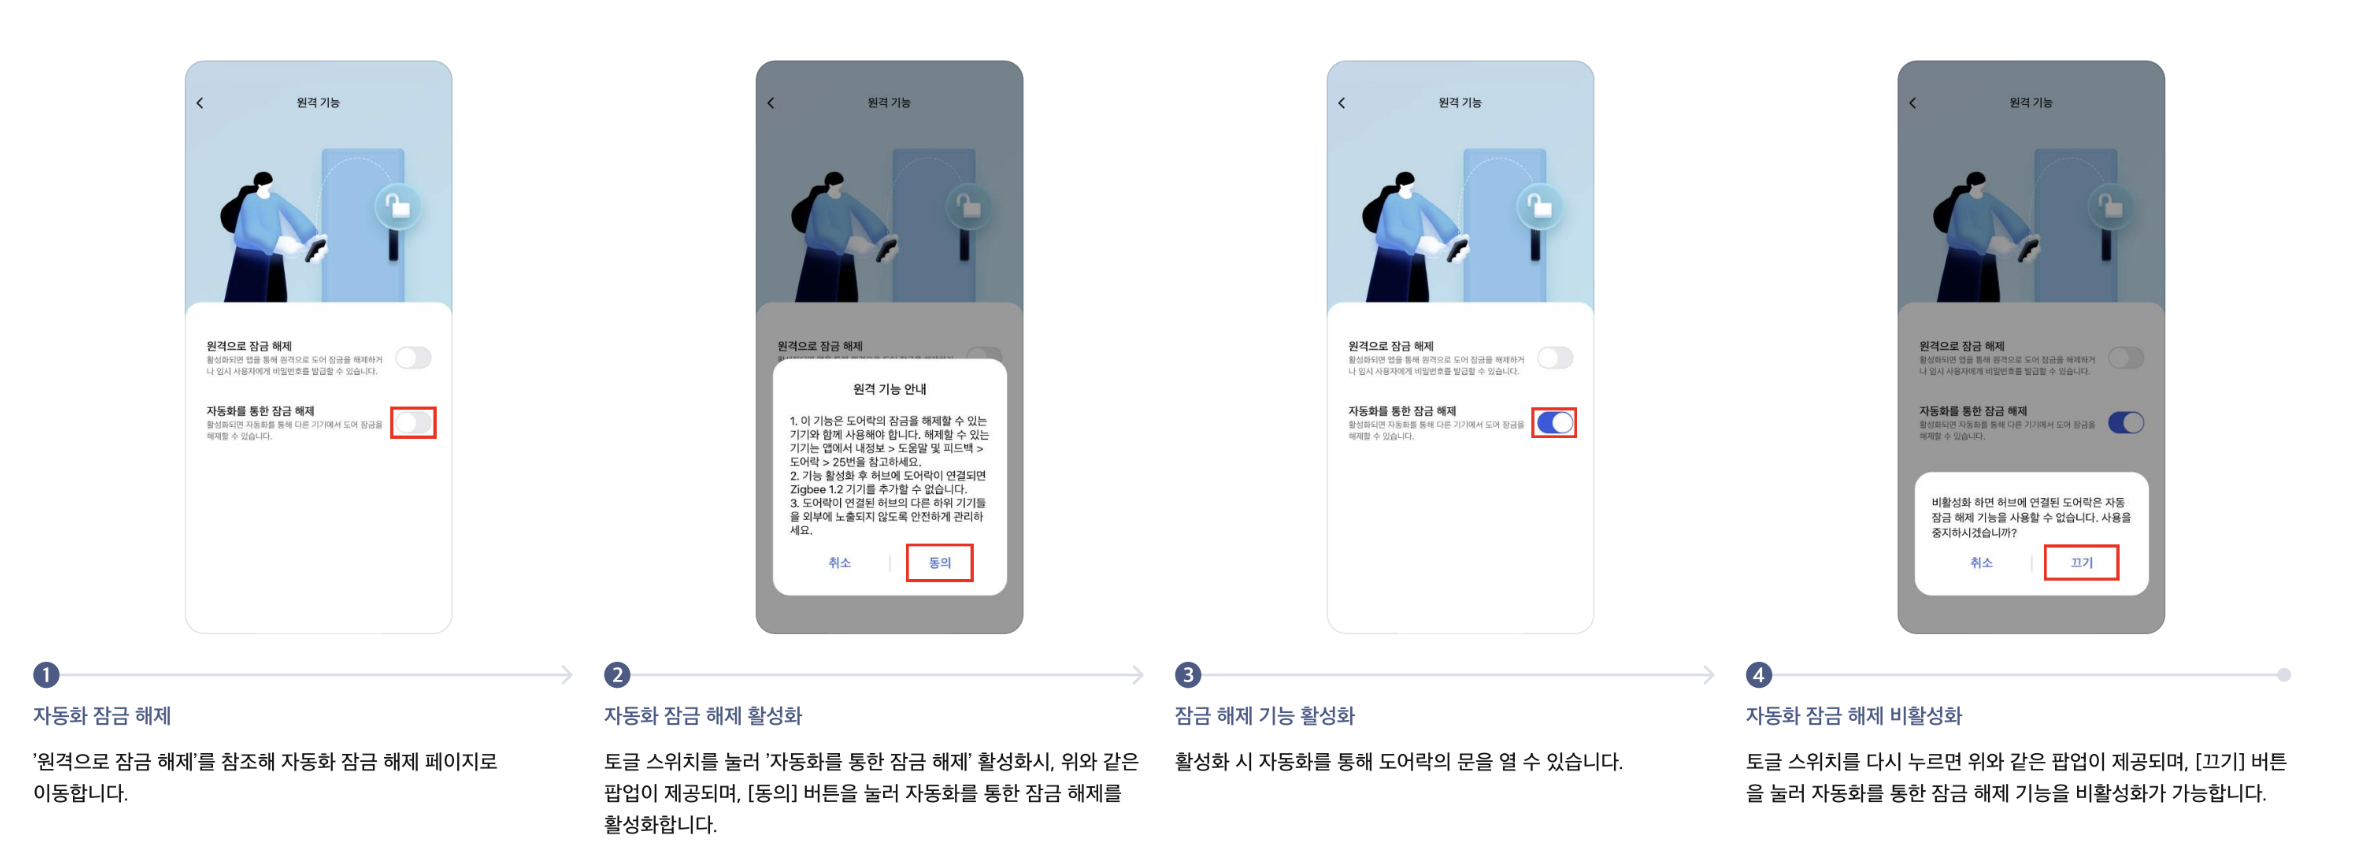 원격 기능
원격으로 잠금 해제
활성화되면 앱을 통해 원격으로 도어 잠금을 해제하거
나 임시 사용자에게 비밀번호를 발급할 수 있습니다.
자동화를 통한 잠금 해제
활성화되면 자동화를 통해 다른 기기에서 도어 잠금을
해제할 수 있습니다.
1
자동화 잠금 해제
'원격으로 잠금 해제'를 참조해 자동화 잠금 해제 페이지로
이동합니다.
원격 기능
원격으로 잠금 해제
원격 기능 안내
1. 이 기능은 도어락의 잠금을 해제할 수 있는
기기와 함께 사용해야 합니다. 해제할 수 있는
기기는 앱에서 내정보 > 도움말 및 피드백 >
도어락 > 25번을 참고하세요.
2. 기능 활성화 후 허브에 도어락이 연결되면
Zigbee 1.2 기기를 추가할 수 없습니다.
3. 도어락이 연결된 허브의 다른 하위 기기들
을 외부에 노출되지 않도록 안전하게 관리하
세요.
취소
동의
2
자동화 잠금 해제 활성화
토글 스위치를 눌러 '자동화를 통한 잠금 해제' 활성화시, 위와 같은
팝업이 제공되며, [동의] 버튼을 눌러 자동화를 통한 잠금 해제를
활성화합니다.
원격 기능
원격으로 잠금 해제
활성화되면 앱을 통해 원격으로 도어 잠금을 해제하거
나 임시 사용자에게 비밀번호를 발급할 수 있습니다.
자동화를 통한 잠금 해제
활성화되면 자동화를 통해 다른 기기에서 도어 잠금을
해제할 수 있습니다.
3
잠금 해제 기능 활성화
활성화 시 자동화를 통해 도어락의 문을 열 수 있습니다.
원격 기능
원격으로 잠금 해제
활성화되면 앱을 통해 원격으로 도어 잠금을 해제하거
나 임시 사용자에게 비밀번호를 발급할 수 있습니다.
자동화를 통한 잠금 해제
활성화되면 자동화를 통해 다른 기기에서 도어 잠금을
해제할 수 있습니다.
비활성화 하면 허브에 연결된 도어락은 자동
잠금 해제 기능을 사용할 수 없습니다. 사용을
중지하시겠습니까?
취소
끄기
4
자동화 잠금 해제 비활성화
토글 스위치를 다시 누르면 위와 같은 팝업이 제공되며, [끄기] 버튼
을 눌러 자동화를 통한 잠금 해제 기능을 비활성화가 가능합니다.